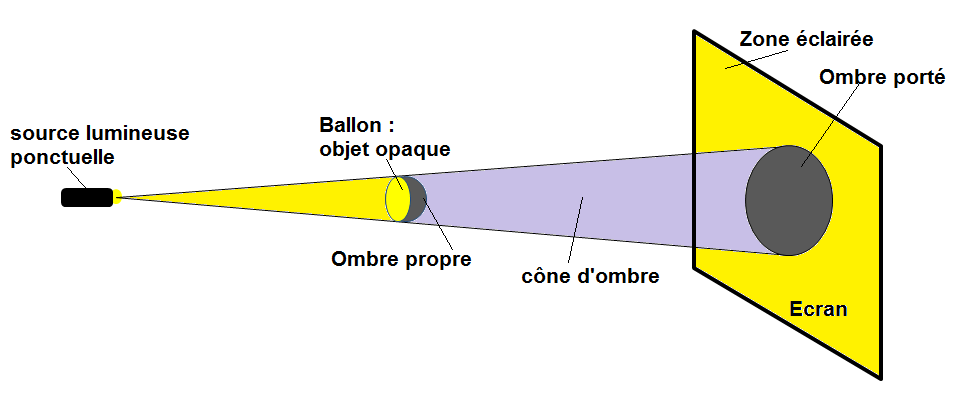 Zone éclairée
Ombre porté
source lumineuse
ponctuelle
Ballon :
objet opaque
Ombre propre
cône d'ombre
Ecran